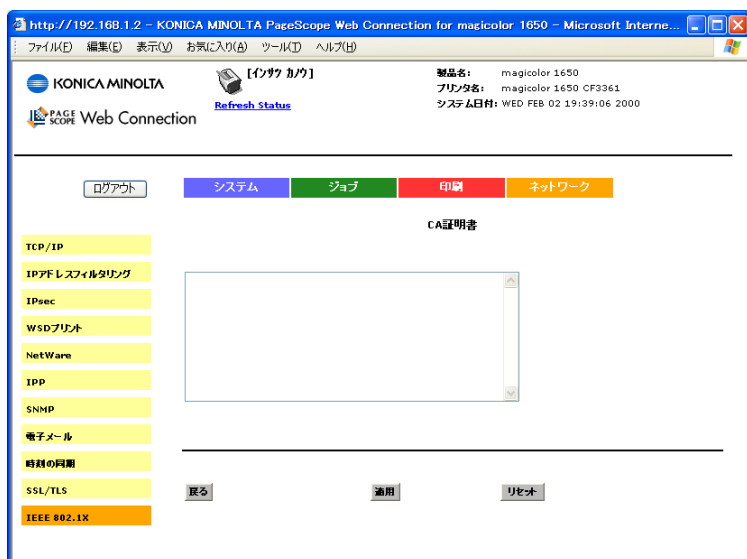 http://192.168.1.2 - KONICA MINOLTA PageScope Web Connection for magicolor 1650 - Microsoft Interne...
ファイル(F) 編集(E) 表示(V) お気に入り(A) ツール(T) ヘルプ(H)
KONICA MINOLTA
PAGE SCOPE Web Connection
[インサツ カノウ]
Refresh Status
製品名: magicolor 1650
プリンタ名: magicolor 1650 CF3361
システム日付: WED FEB 02 19:39:06 2000
ログアウト
システム ジョブ 印刷 ネットワーク
CA証明書
TCP/IP
IPアドレスフィルタリング
IPsec
WSDプリント
NetWare
IPP
SNMP
電子メール
時刻の同期
SSL/TLS
IEEE 802.1X
戻る 適用 リセット